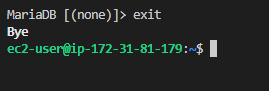 MariaDB [(none)]> exit
Bye
ec2-user@ip-172-31-81-179:~$